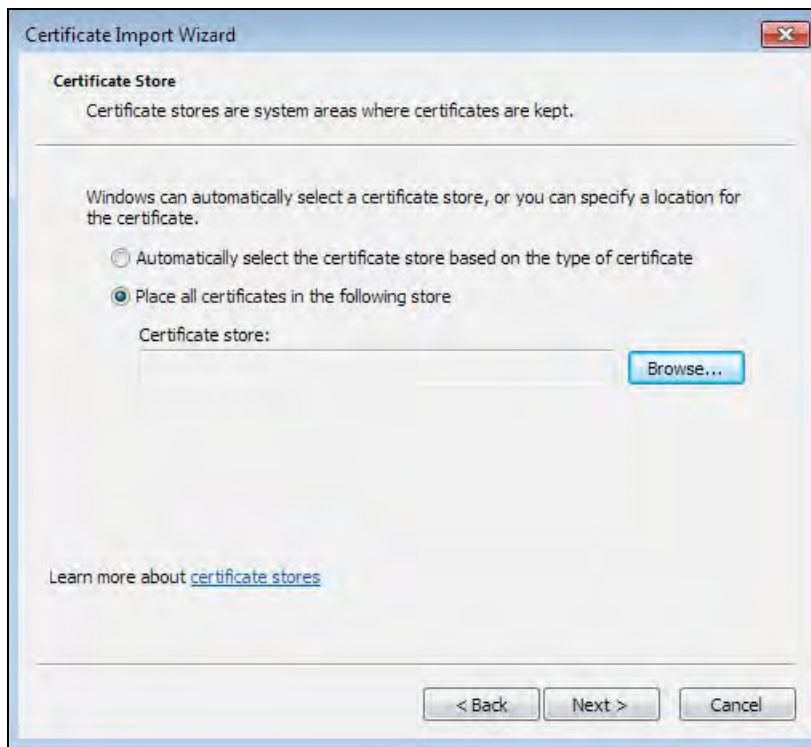 Certificate Import Wizard
Certificate Store
Certificate stores are system areas where certificates are kept.
Windows can automatically select a certificate store, or you can specify a location for
the certificate.
Automatically select the certificate store based on the type of certificate
Place all certificates in the following store
Certificate store:
Browse...
Learn more about certificate stores
< Back Next > Cancel